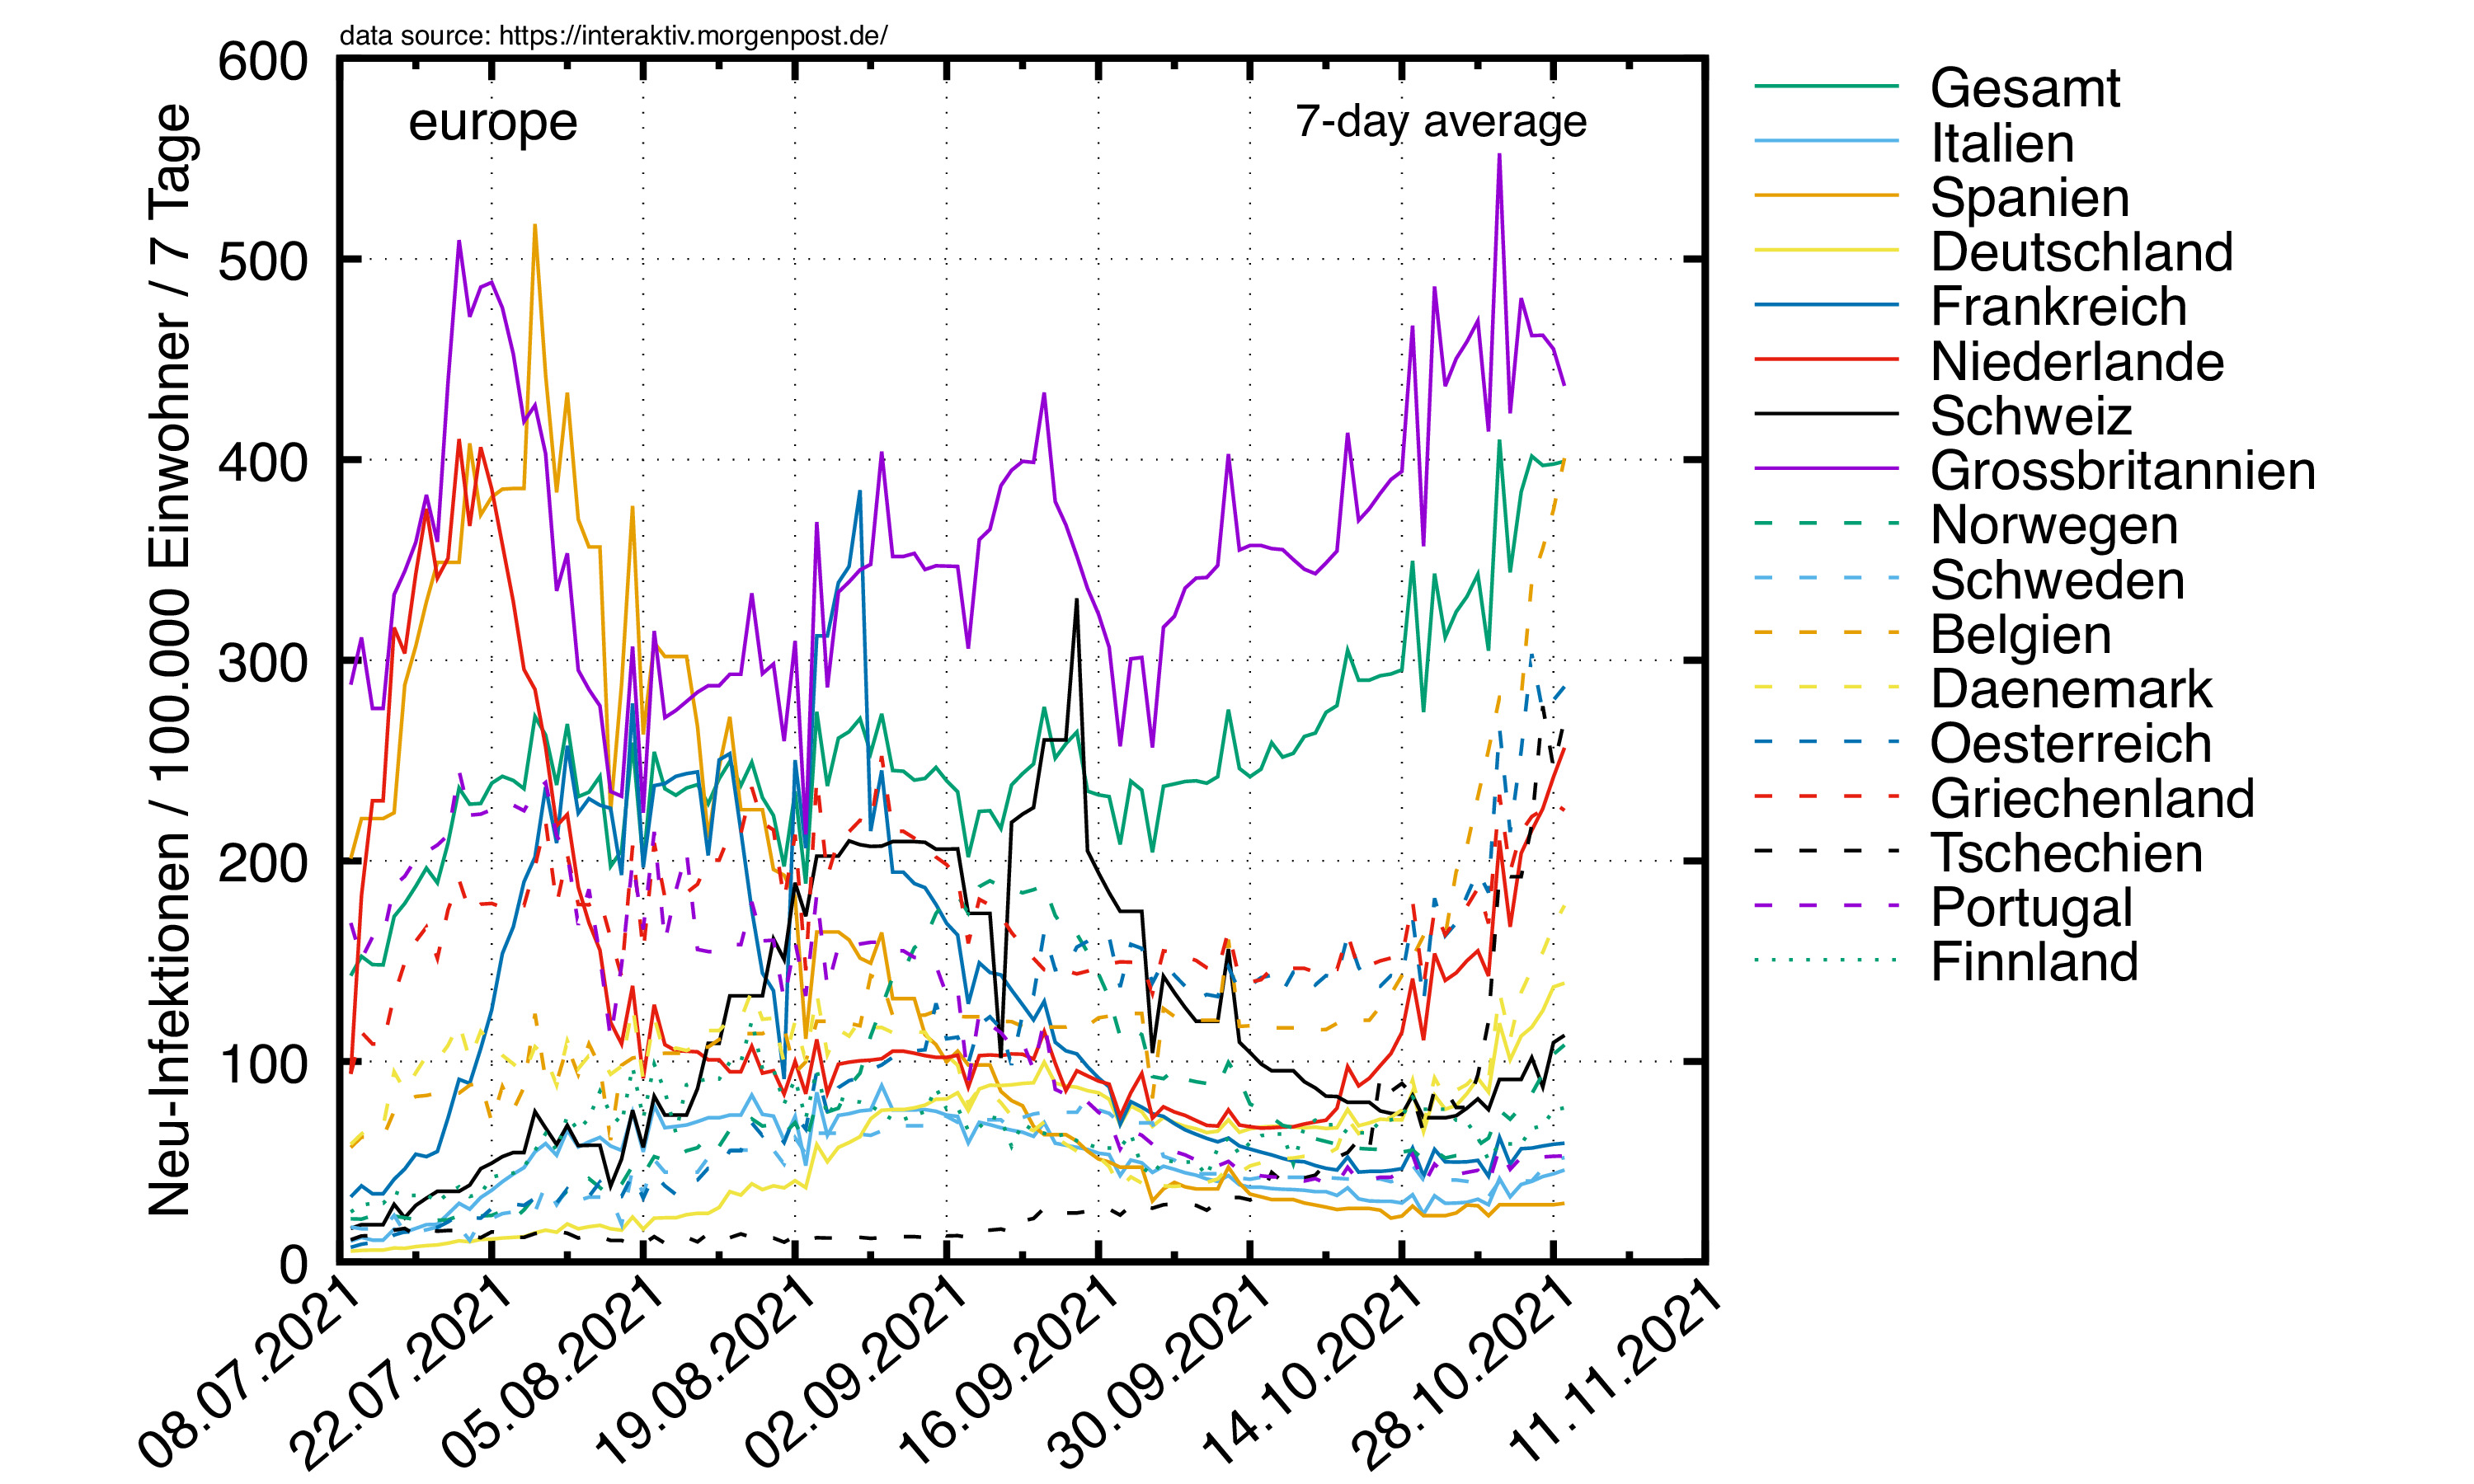 data source: https://interaktiv.morgenpost.de/
europe
7-day average
Neu-Infektionen / 100.000 Einwohner / 7 Tage
600
500
400
300
200
100
0
08.07.2021
22.07.2021
05.08.2021
19.08.2021
02.09.2021
16.09.2021
30.09.2021
14.10.2021
28.10.2021
11.11.2021
Gesamt
Italien
Spanien
Deutschland
Frankreich
Niederlande
Schweiz
Grossbritannien
Norwegen
Schweden
Belgien
Daenemark
Oesterreich
Griechenland
Tschechien
Portugal
Finnland